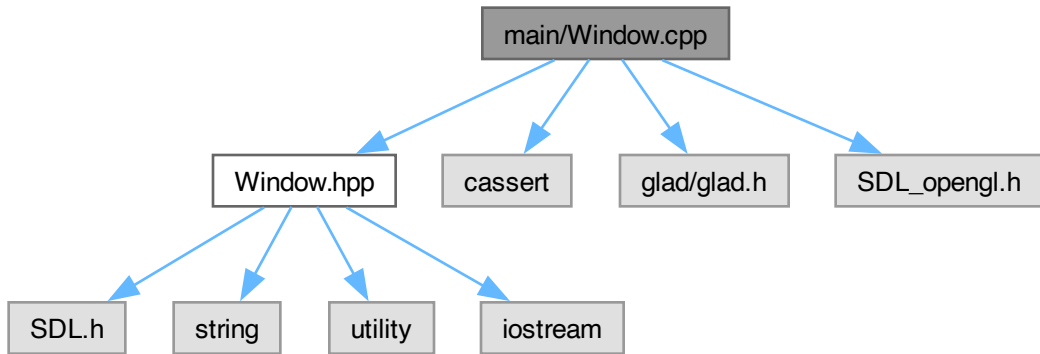 main/Window.cpp
Window.hpp
cassert
glad/glad.h
SDL_opengl.h
SDL.h
string
utility
iostream